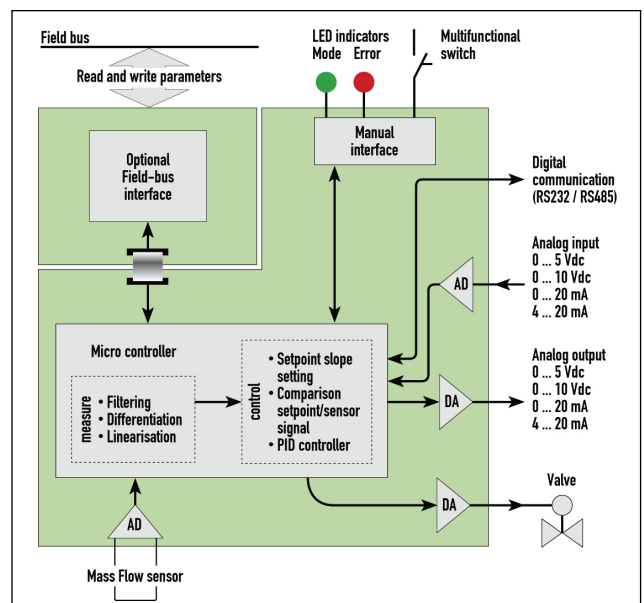 Field bus
Read and write parameters
LED indicators
Mode Error
Multifunctional
switch
Optional
Field-bus
interface
Manual
interface
Digital
communication
(RS232 / RS485)
Analog input
0 ... 5 Vdc
0 ... 10 Vdc
0 ... 20 mA
4 ... 20 mA
AD
Micro controller
measure
• Filtering
• Differentiation
• Linearisation
control
• Setpoint slope
setting
• Comparison
setpoint/sensor
signal
• PID controller
DA
Analog output
0 ... 5 Vdc
0 ... 10 Vdc
0 ... 20 mA
4 ... 20 mA
DA
Valve
AD
Mass Flow sensor